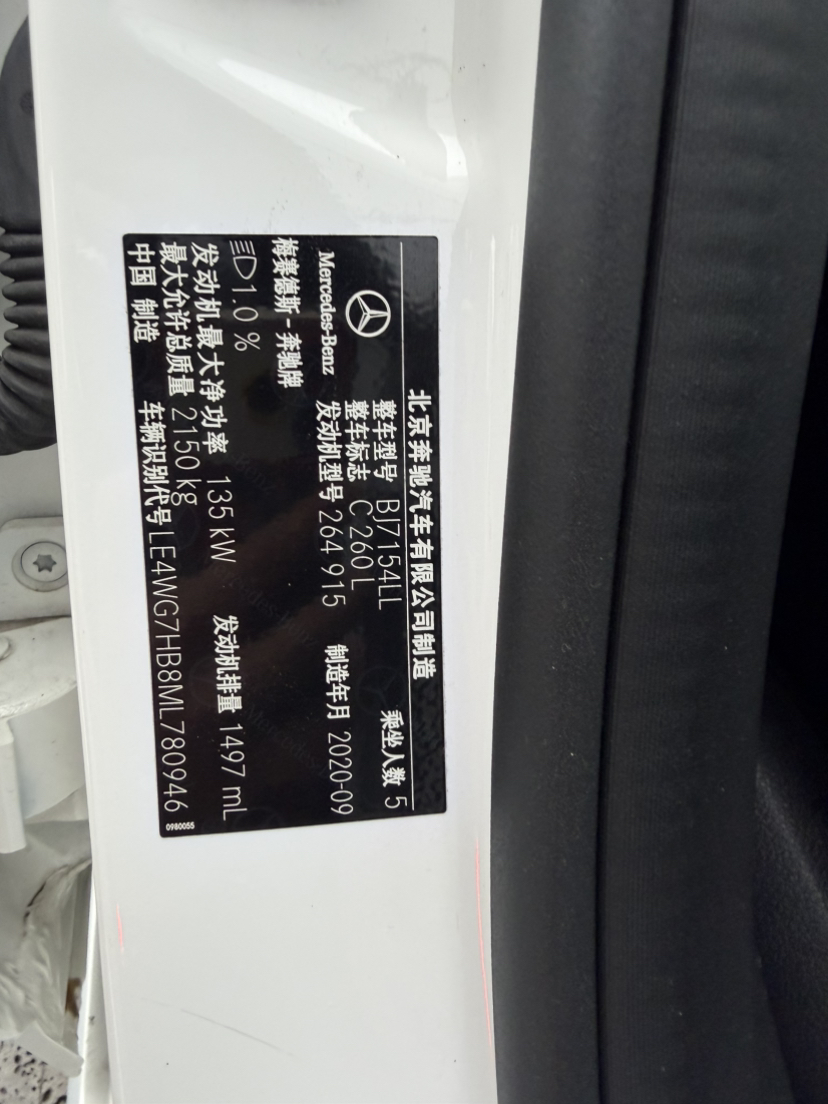 北京奔驰汽车有限公司制造
Mercedes-Benz
梅赛德斯-奔驰牌
整车型号 BJ7154LL 乘坐人数 5
整车标志 C 260 L
发动机型号 264 915 制造年月 2020-09
1.0 %
发动机最大净功率 135 kW 发动机排量 1497 mL
最大允许总质量 2150 kg
中国 制造 车辆识别代号 LE4WG7HB8ML780946
0980055